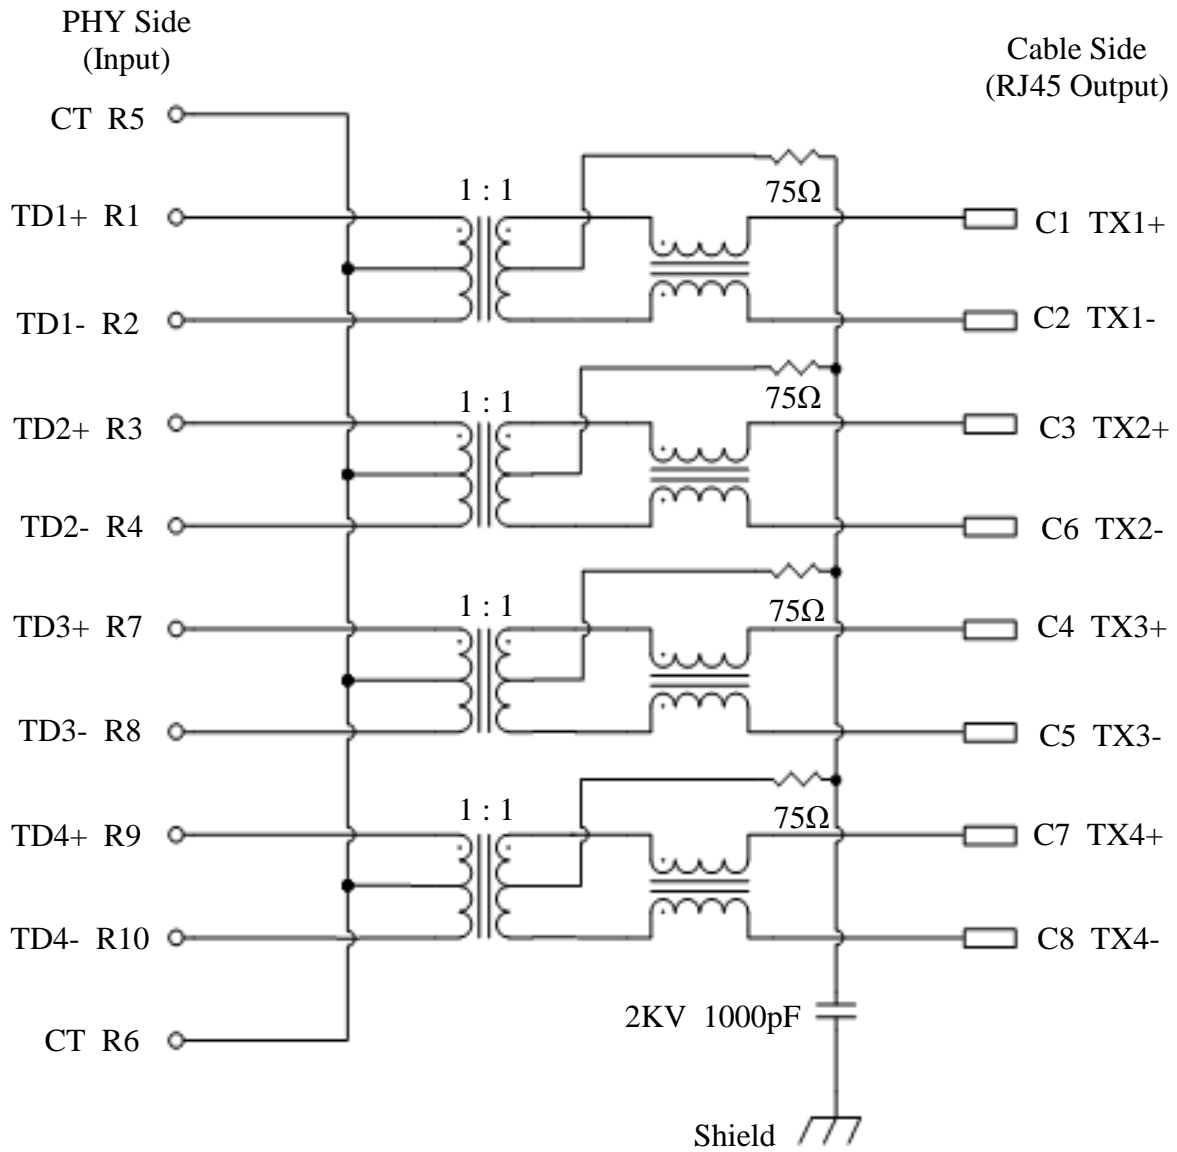 PHY Side
(Input)
Cable Side
(RJ45 Output)
CT R5
1 : 1
75Ω
TD1+ R1
C1 TX1+
TD1- R2
C2 TX1-
1 : 1
75Ω
TD2+ R3
C3 TX2+
TD2- R4
C6 TX2-
1 : 1
75Ω
TD3+ R7
C4 TX3+
TD3- R8
C5 TX3-
1 : 1
75Ω
TD4+ R9
C7 TX4+
TD4- R10
C8 TX4-
2KV 1000pF
CT R6
Shield